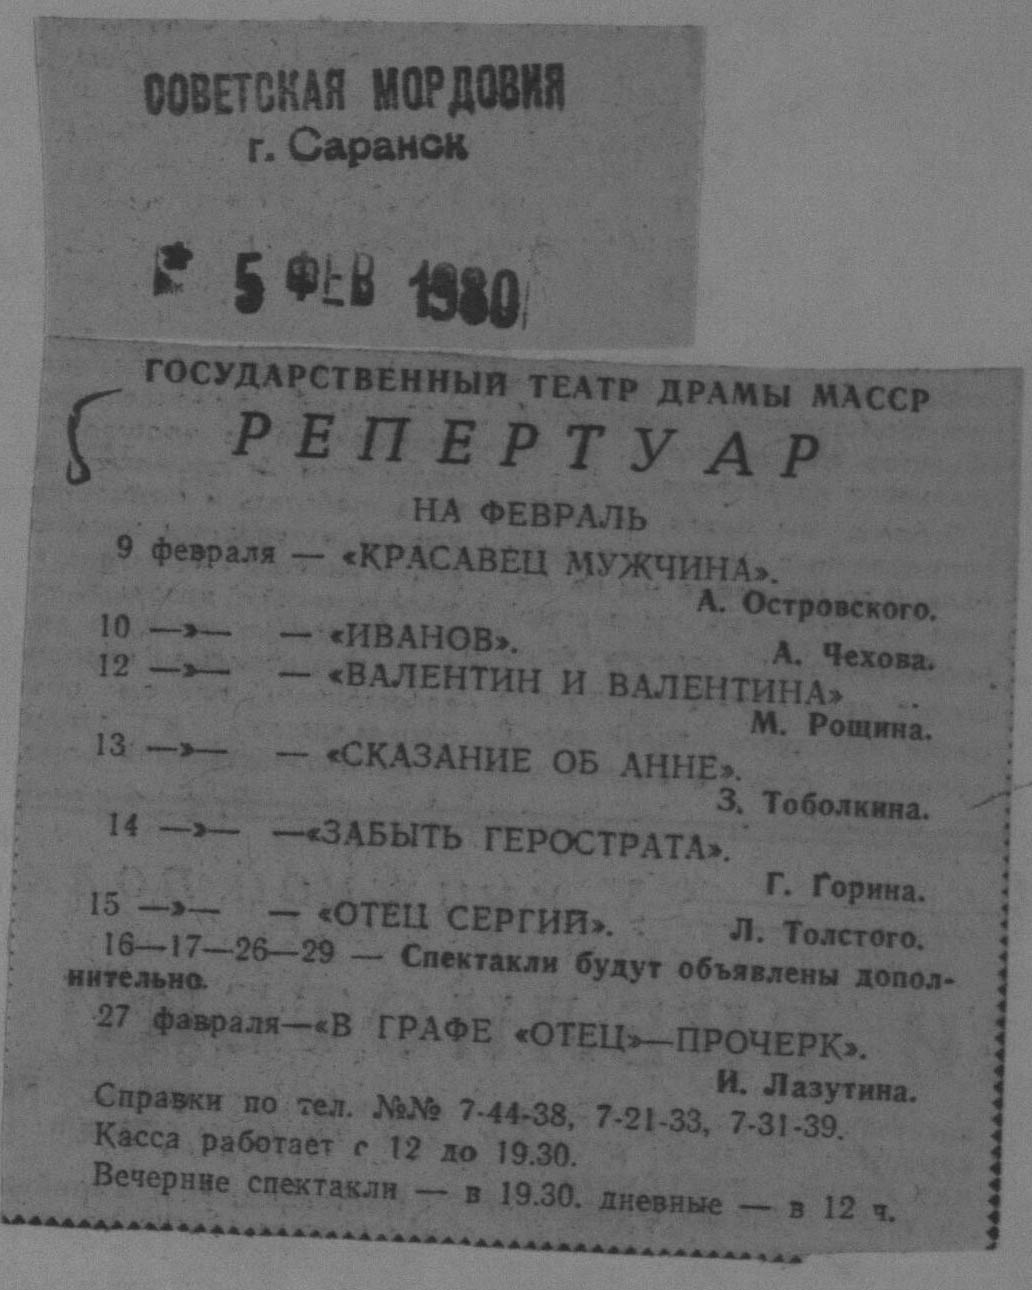 СОВЕТСКАЯ МОРДОВИЯ
г. Саранск
5 ФЕВ 1980
ГОСУДАРСТВЕННЫЙ ТЕАТР ДРАМЫ МАССР
РЕПЕРТУАР
НА ФЕВРАЛЬ
9 февраля — «КРАСАВЕЦ МУЖЧИНА».
А. Островского.
10 —»— — «ИВАНОВ». А. Чехова.
12 —»— — «ВАЛЕНТИН И ВАЛЕНТИНА»
М. Рощина.
13 —»— — «СКАЗАНИЕ ОБ АННЕ».
З. Тоболкина.
14 —»— —«ЗАБЫТЬ ГЕРОСТРАТА».
Г. Горина.
15 —»— — «ОТЕЦ СЕРГИЙ». Л. Толстого.
16—17—26—29 — Спектакли будут объявлены допол-
нительно.
27 фавраля—«В ГРАФЕ «ОТЕЦ»—ПРОЧЕРК».
И. Лазутина.
Справки по тел. №№ 7-44-38, 7-21-33, 7-31-39.
Касса работает с 12 до 19.30.
Вечерние спектакли — в 19.30. дневные — в 12 ч.